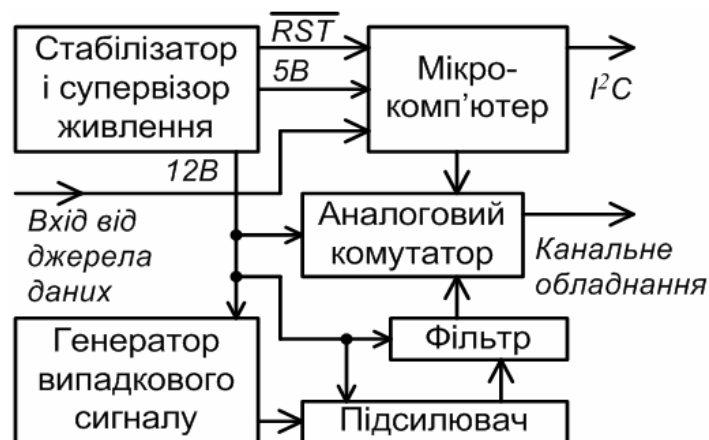 Стабілізатор
і супервізор
живлення
RST
5В
12В
Мікро-
комп’ютер
I²C
Вхід від
джерела
даних
Аналоговий
комутатор
Канальне
обладнання
Генератор
випадкового
сигналу
Фільтр
Підсилювач